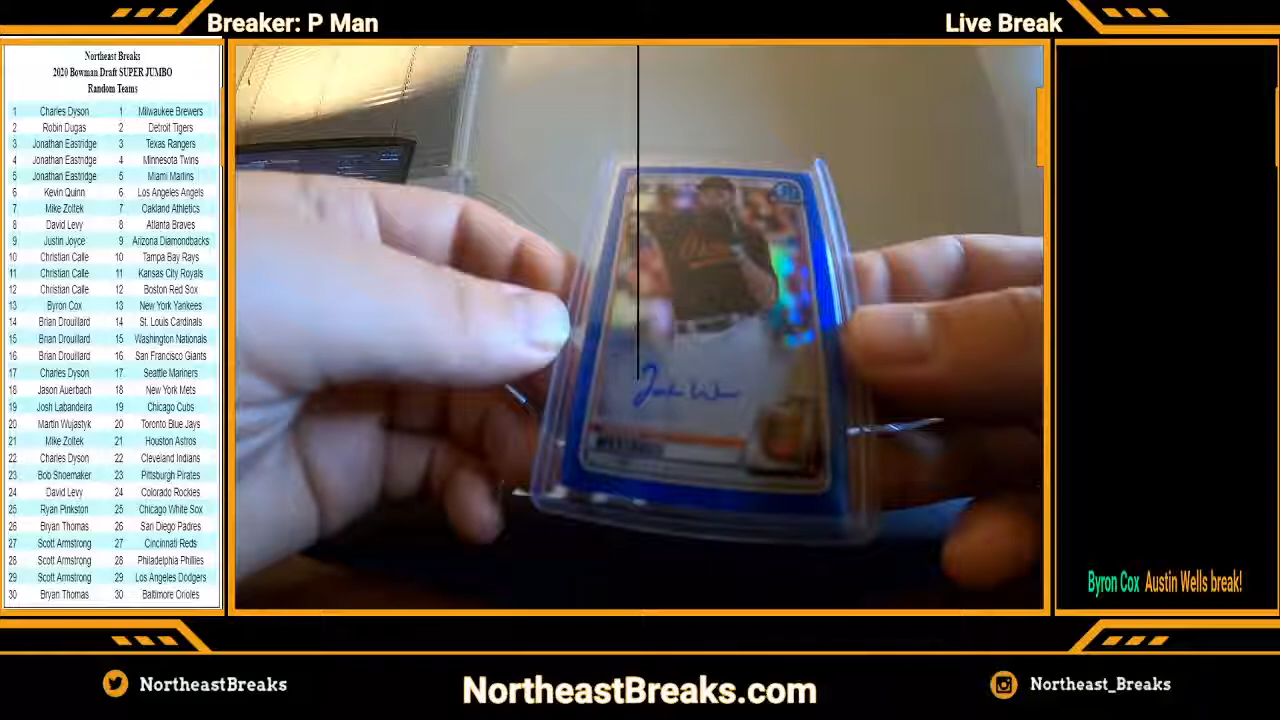 Breaker: P Man
Live Break
Northeast Breaks
2020 Bowman Draft SUPER JUMBO
Random Teams
1 Charles Dyson 1 Milwaukee Brewers
2 Robin Dugas 2 Detroit Tigers
3 Jonathan Eastridge 3 Texas Rangers
4 Jonathan Eastridge 4 Minnesota Twins
5 Jonathan Eastridge 5 Miami Marlins
6 Kevin Quinn 6 Los Angeles Angels
7 Mike Zoltek 7 Oakland Athletics
8 David Levy 8 Atlanta Braves
9 Justin Joyce 9 Arizona Diamondbacks
10 Christian Calle 10 Tampa Bay Rays
11 Christian Calle 11 Kansas City Royals
12 Christian Calle 12 Boston Red Sox
13 Byron Cox 13 New York Yankees
14 Brian Drouillard 14 St. Louis Cardinals
15 Brian Drouillard 15 Washington Nationals
16 Brian Drouillard 16 San Francisco Giants
17 Charles Dyson 17 Seattle Mariners
18 Jason Auerbach 18 New York Mets
19 Josh Labandeira 19 Chicago Cubs
20 Martin Wujastyk 20 Toronto Blue Jays
21 Mike Zoltek 21 Houston Astros
22 Charles Dyson 22 Cleveland Indians
23 Bob Shoemaker 23 Pittsburgh Pirates
24 David Levy 24 Colorado Rockies
25 Ryan Pinkston 25 Chicago White Sox
26 Bryan Thomas 26 San Diego Padres
27 Scott Armstrong 27 Cincinnati Reds
28 Scott Armstrong 28 Philadelphia Phillies
29 Scott Armstrong 29 Los Angeles Dodgers
30 Bryan Thomas 30 Baltimore Orioles
Byron Cox Austin Wells break!
NortheastBreaks
NortheastBreaks.com
Northeast_Breaks